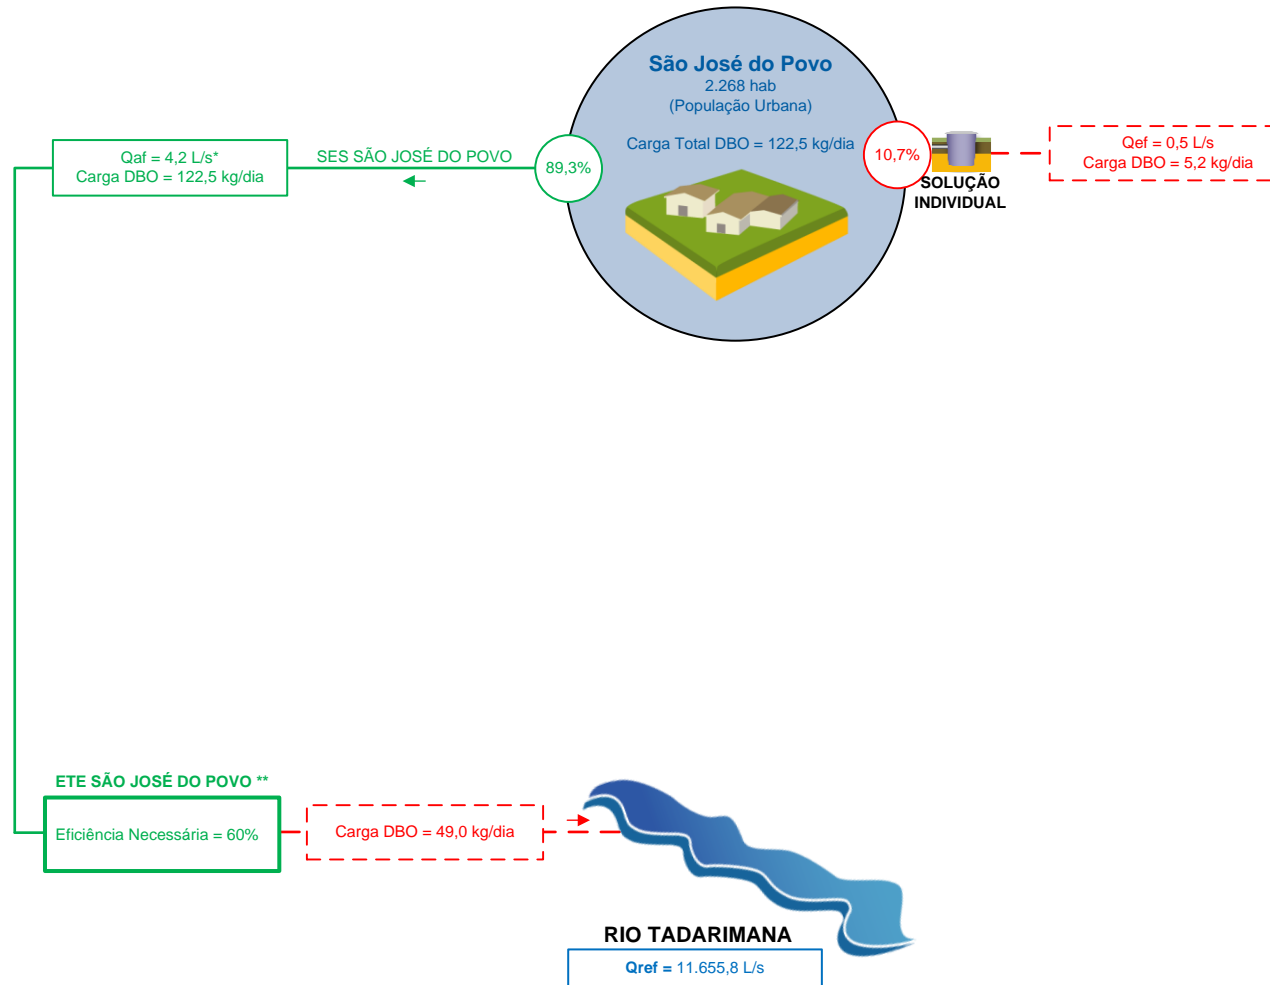 São José do Povo
2.268 hab
(População Urbana)
Carga Total DBO = 122,5 kg/dia
89,3%
10,7%
SOLUÇÃO
INDIVIDUAL
Qef = 0,5 L/s
Carga DBO = 5,2 kg/dia
SES SÃO JOSÉ DO POVO
Qaf = 4,2 L/s*
Carga DBO = 122,5 kg/dia
ETE SÃO JOSÉ DO POVO **
Eficiência Necessária = 60%
Carga DBO = 49,0 kg/dia
RIO TADARIMANA
Qref = 11.655,8 L/s